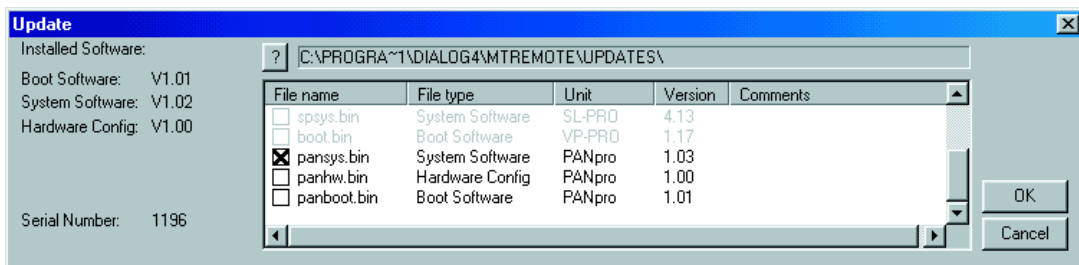 Update
Installed Software:
Boot Software: V1.01
System Software: V1.02
Hardware Config: V1.00
Serial Number: 1196
? C:\PROGRA~1\DIALOG4\MTREMOTE\UPDATES\
File name File type Unit Version Comments
spsys.bin System Software SL-PRO 4.13
boot.bin Boot Software VP-PRO 1.17
pansys.bin System Software PANpro 1.03
panhw.bin Hardware Config PANpro 1.00
panboot.bin Boot Software PANpro 1.01
OK
Cancel